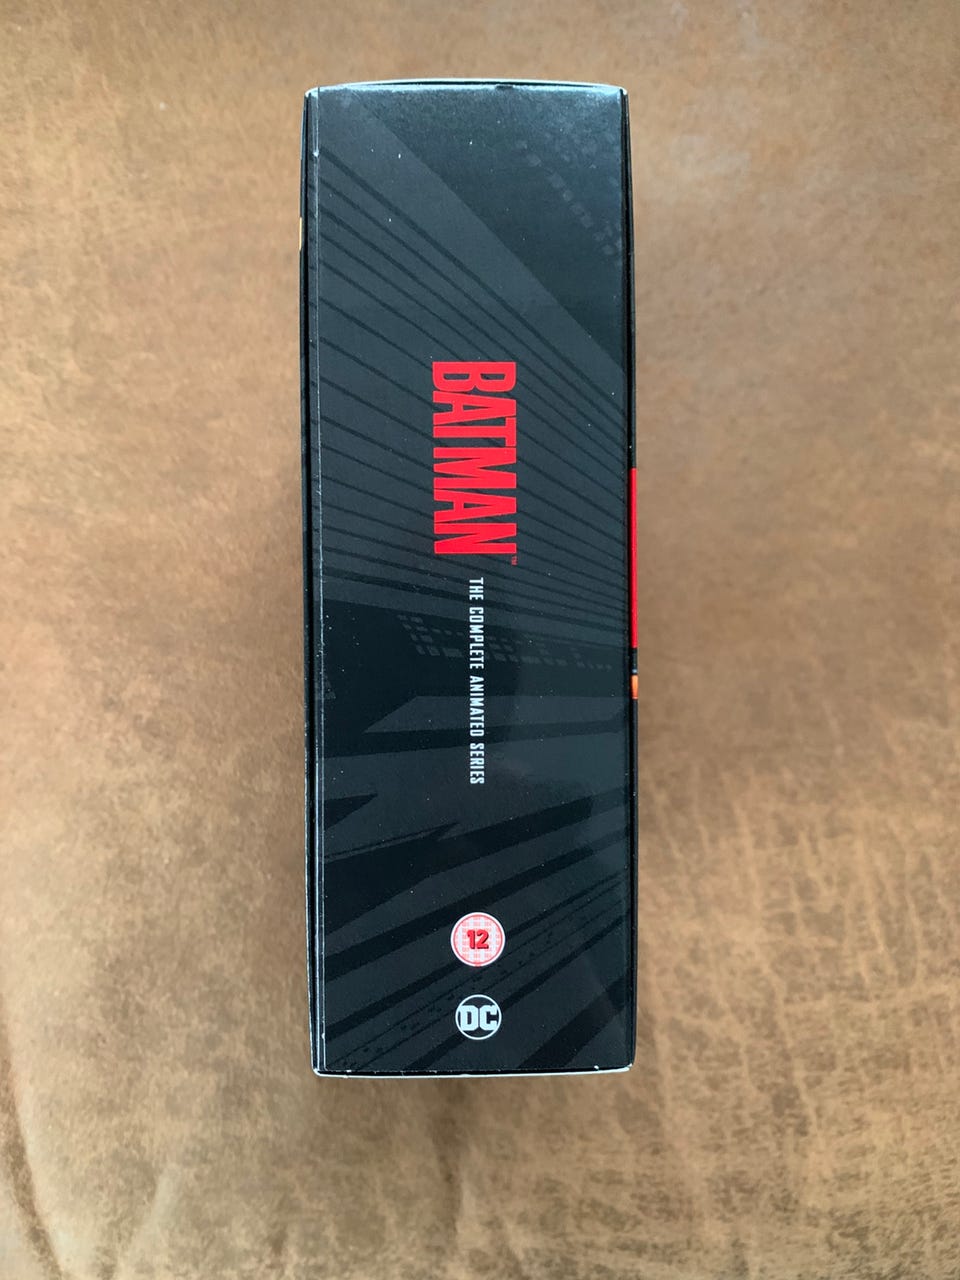 BATMAN™
THE COMPLETE ANIMATED SERIES
12
DC